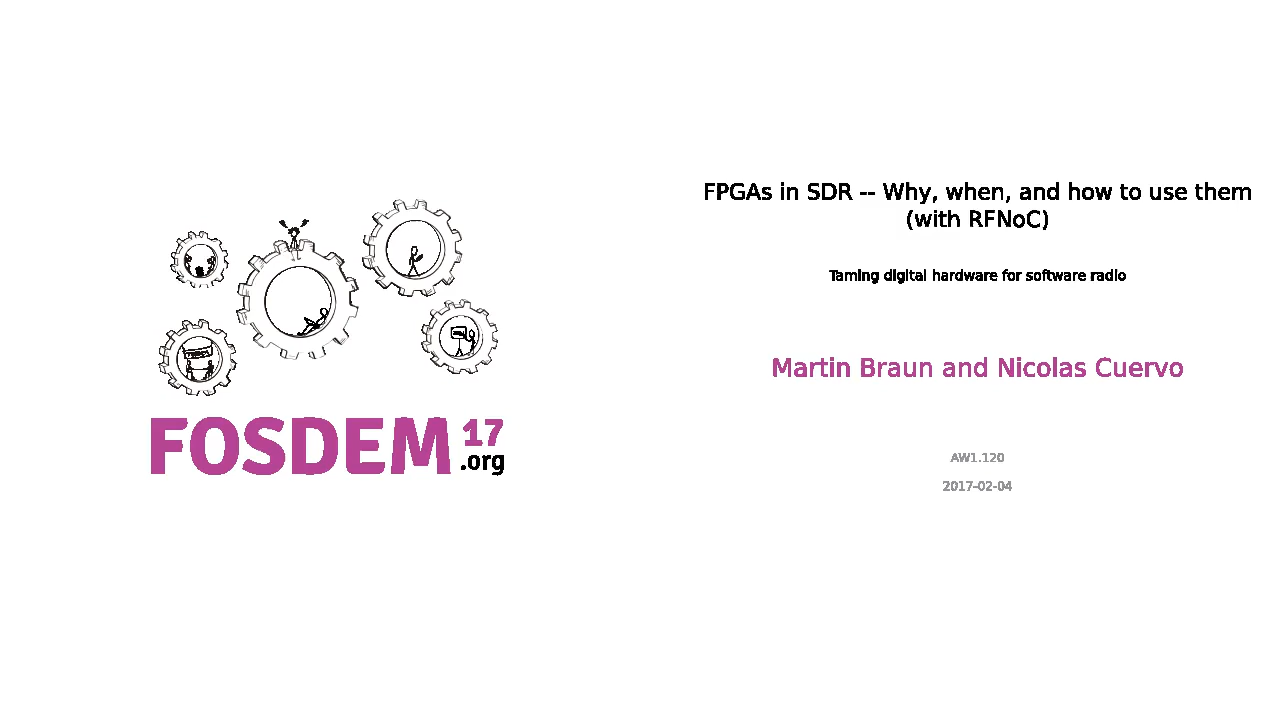 FOSDEM 17
.org
FPGAs in SDR -- Why, when, and how to use them
(with RFNoC)
Taming digital hardware for software radio
Martin Braun and Nicolas Cuervo
AW1.120
2017-02-04